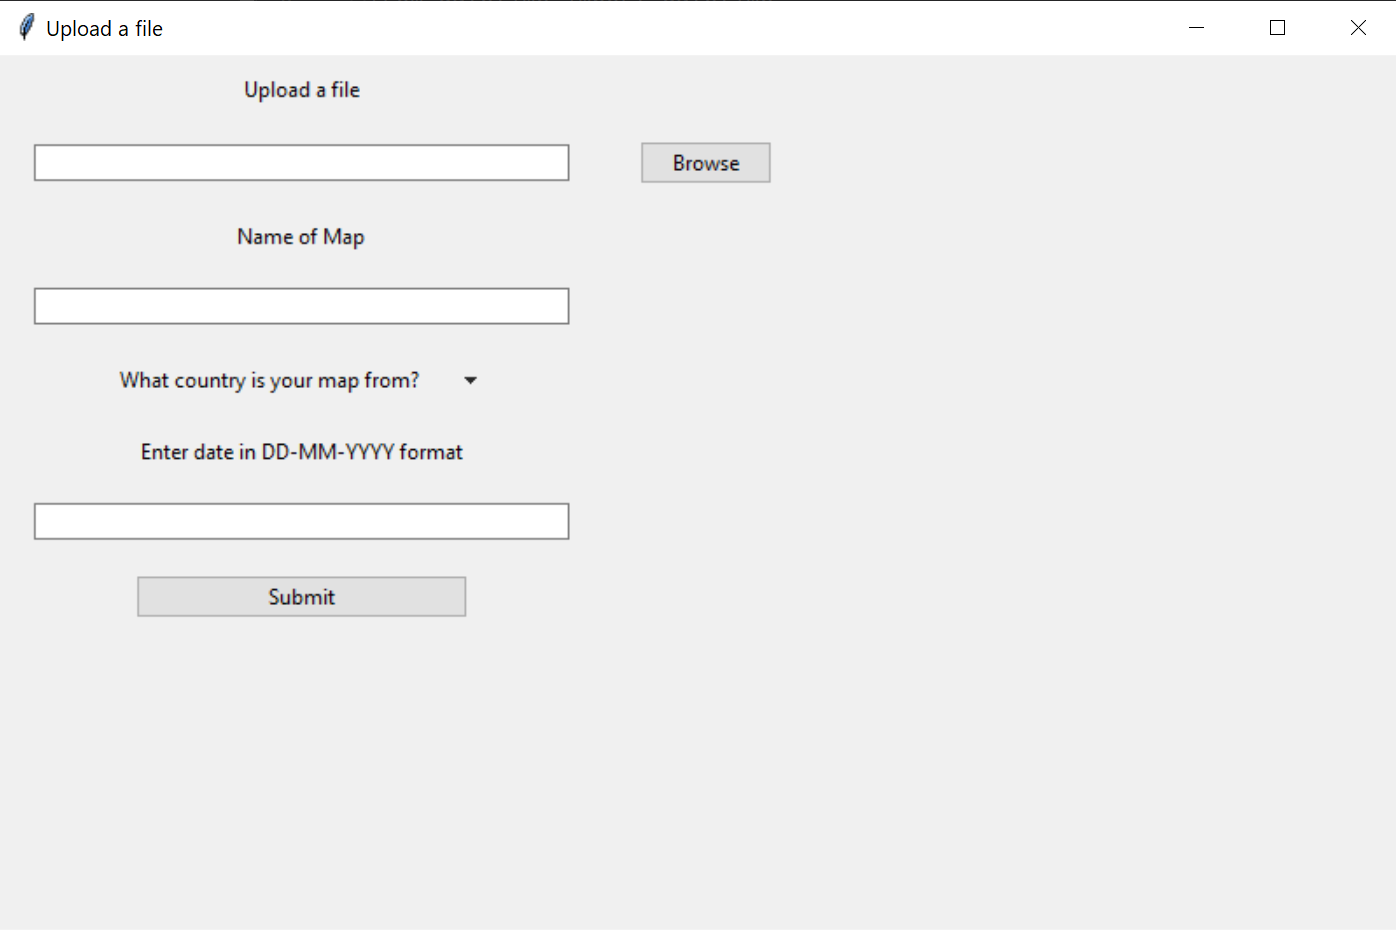 Upload a file
Upload a file
Browse
Name of Map
What country is your map from?
Enter date in DD-MM-YYYY format
Submit